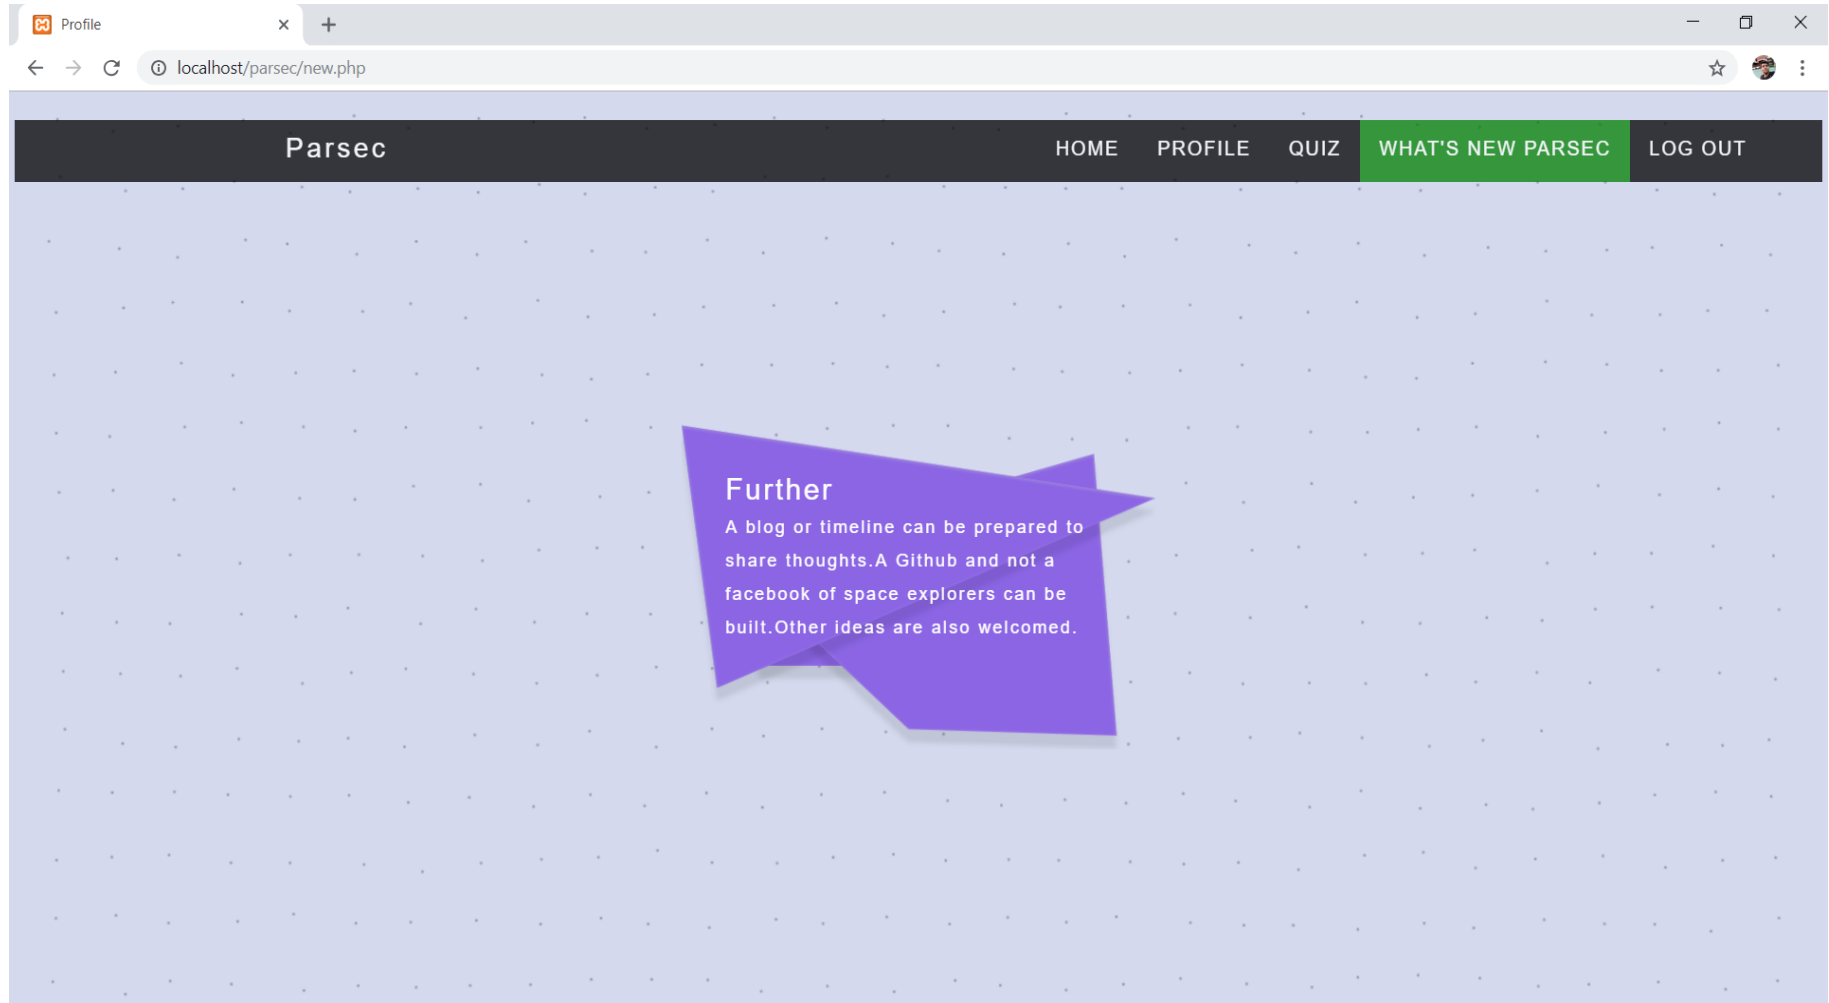 Profile
localhost/parsec/new.php
Parsec HOME PROFILE QUIZ WHAT'S NEW PARSEC LOG OUT
Further
A blog or timeline can be prepared to
share thoughts.A Github and not a
facebook of space explorers can be
built.Other ideas are also welcomed.